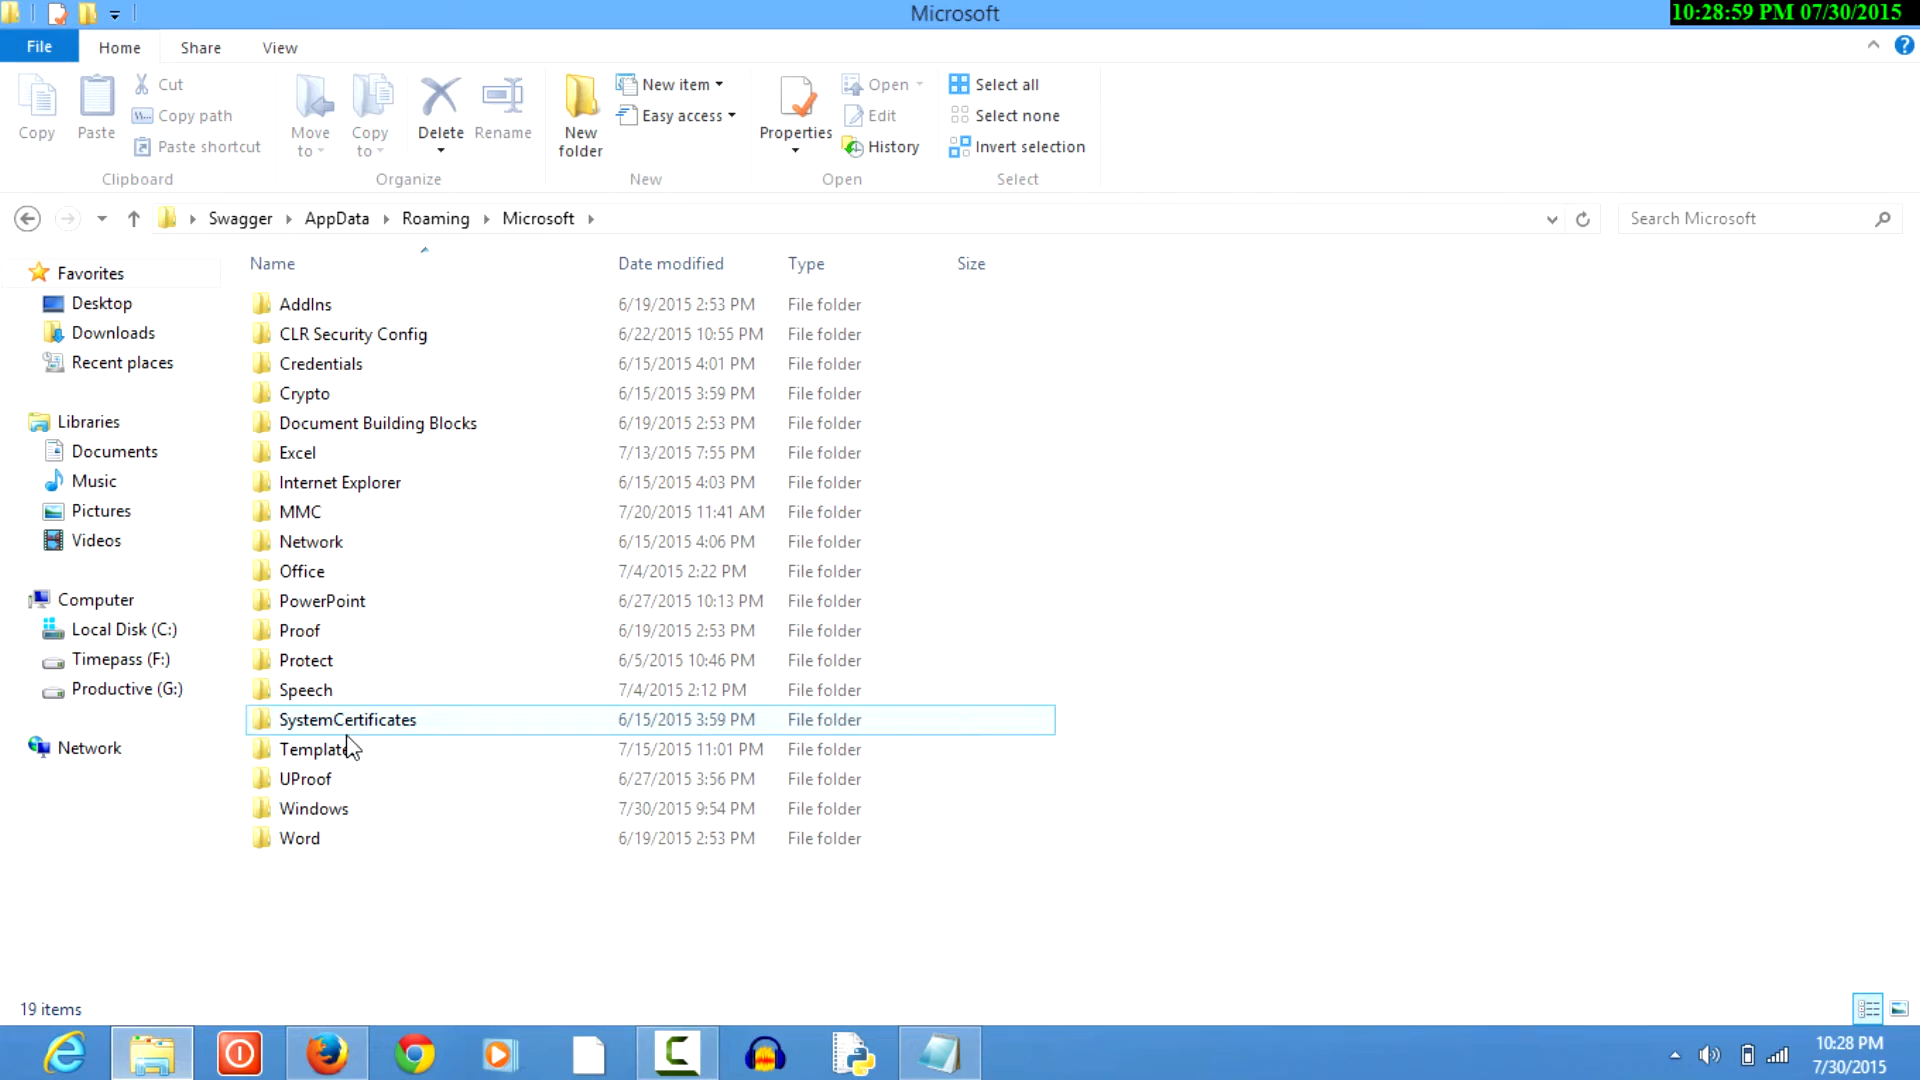 Microsoft
10:28:59 PM 07/30/2015
File Home Share View
Copy
Paste
Cut
Copy path
Paste shortcut
Clipboard
Move to
Copy to
Delete
Rename
Organize
New folder
New item
Easy access
New
Properties
Open
Edit
History
Open
Select all
Select none
Invert selection
Select
Swagger AppData Roaming Microsoft
Search Microsoft
Favorites
Desktop
Downloads
Recent places
Libraries
Documents
Music
Pictures
Videos
Computer
Local Disk (C:)
Timepass (F:)
Productive (G:)
Network
Name Date modified Type Size
AddIns 6/19/2015 2:53 PM File folder
CLR Security Config 6/22/2015 10:55 PM File folder
Credentials 6/15/2015 4:01 PM File folder
Crypto 6/15/2015 3:59 PM File folder
Document Building Blocks 6/19/2015 2:53 PM File folder
Excel 7/13/2015 7:55 PM File folder
Internet Explorer 6/15/2015 4:03 PM File folder
MMC 7/20/2015 11:41 AM File folder
Network 6/15/2015 4:06 PM File folder
Office 7/4/2015 2:22 PM File folder
PowerPoint 6/27/2015 10:13 PM File folder
Proof 6/19/2015 2:53 PM File folder
Protect 6/5/2015 10:46 PM File folder
Speech 7/4/2015 2:12 PM File folder
SystemCertificates 6/15/2015 3:59 PM File folder
Template 7/15/2015 11:01 PM File folder
UProof 6/27/2015 3:56 PM File folder
Windows 7/30/2015 9:54 PM File folder
Word 6/19/2015 2:53 PM File folder
19 items
10:28 PM
7/30/2015